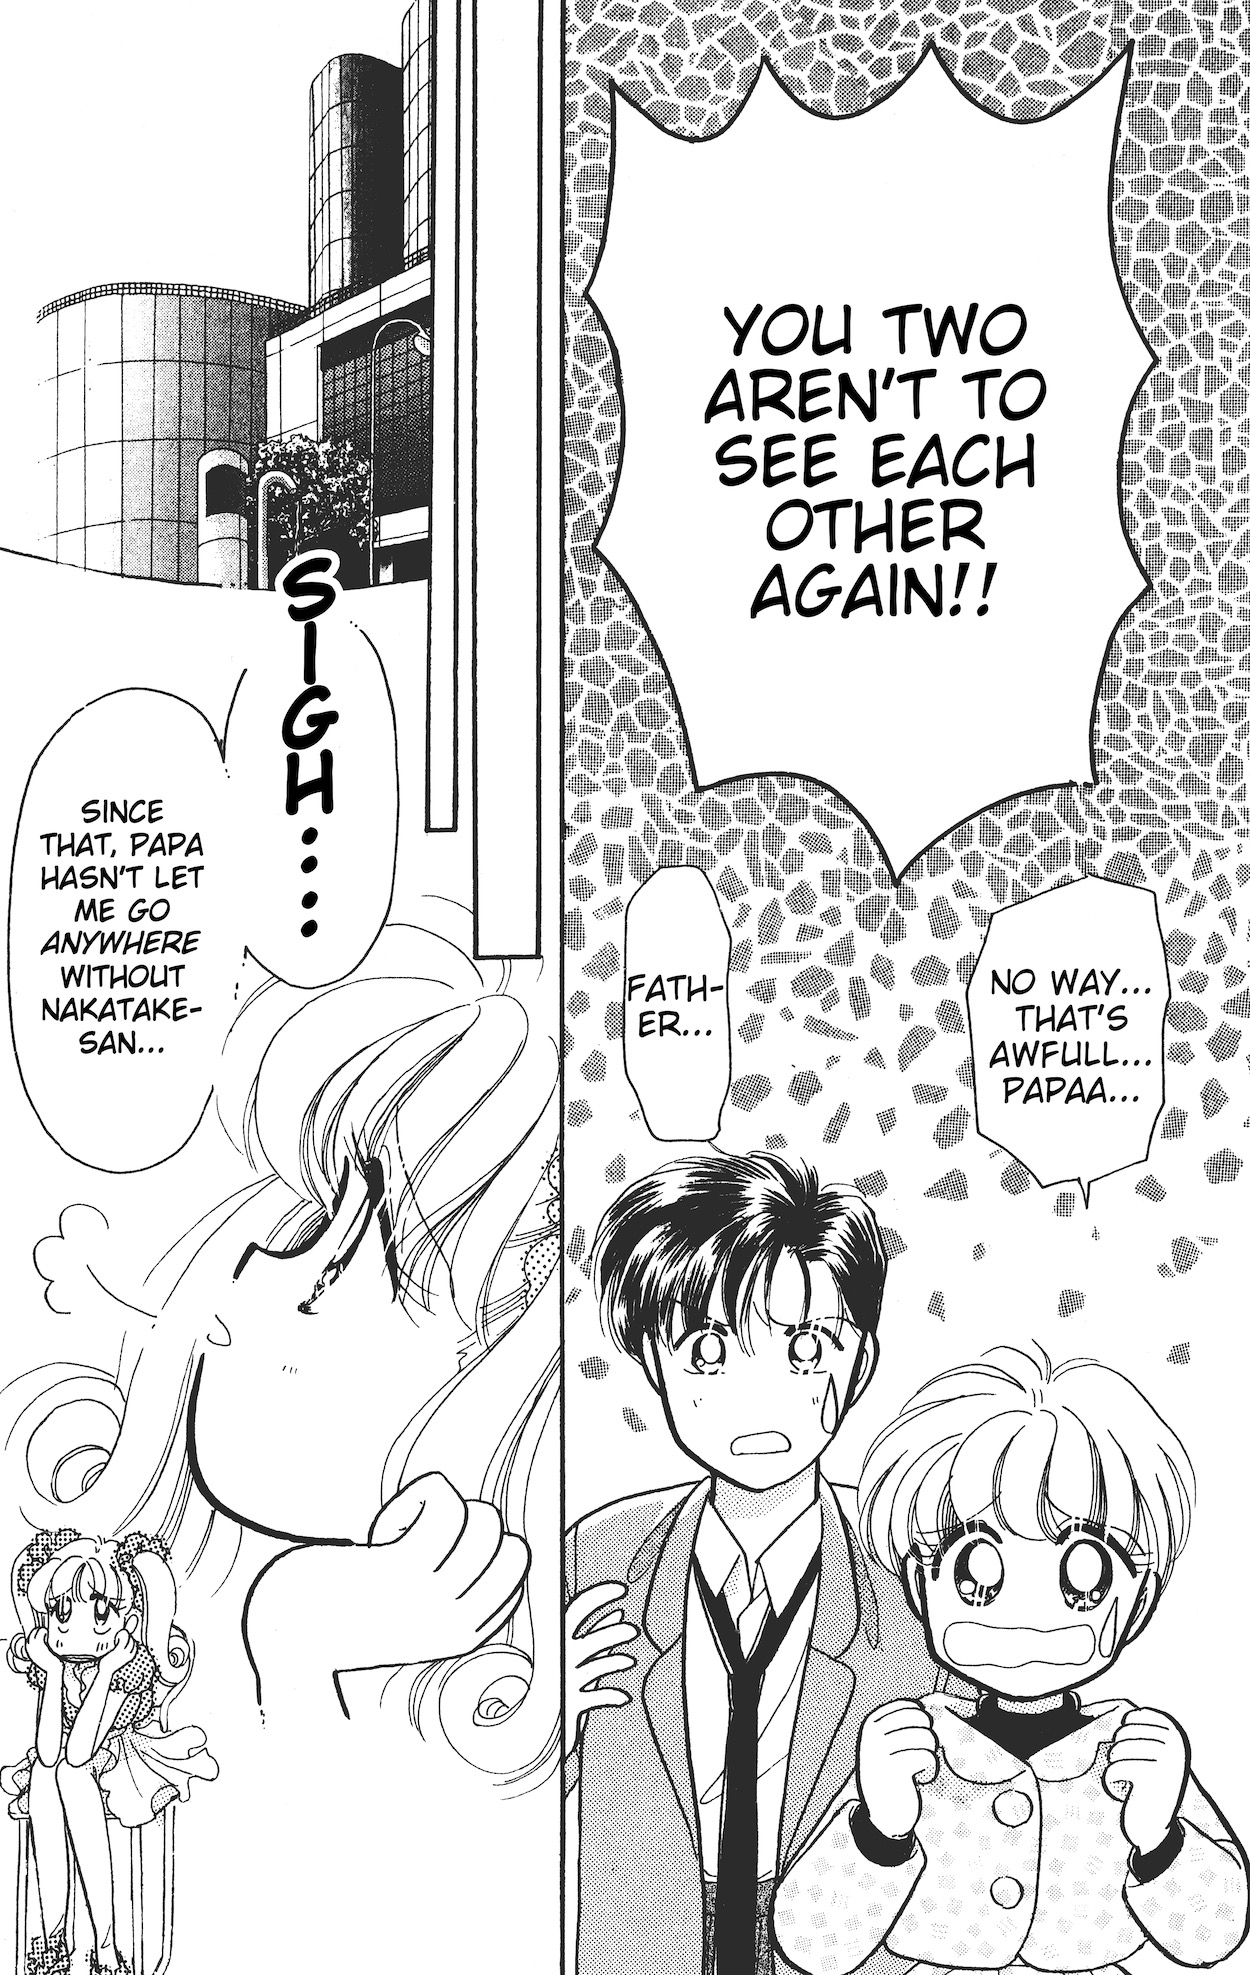 YOU TWO
AREN'T TO
SEE EACH
OTHER
AGAIN!!
NO WAY...
THAT'S
AWFULL...
PAPAA...
FATH-
ER...
SIGH....
SINCE
THAT, PAPA
HASN'T LET
ME GO
ANYWHERE
WITHOUT
NAKATAKE-
SAN...